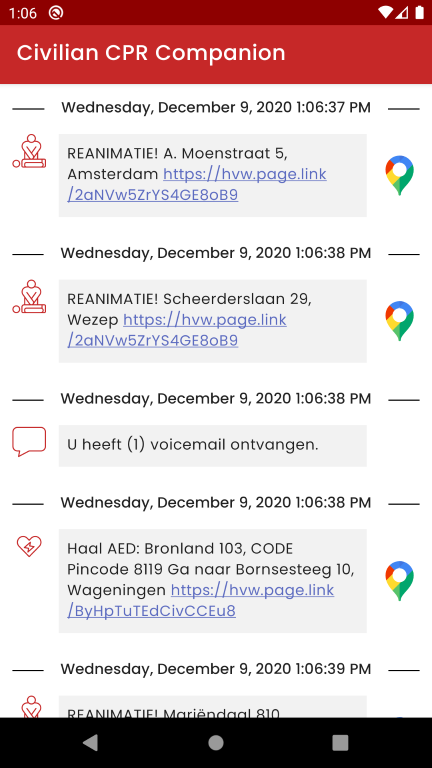 1:06
Civilian CPR Companion
Wednesday, December 9, 2020 1:06:37 PM
REANIMATIE! A. Moenstraat 5,
Amsterdam https://hvw.page.link
/2aNVw5ZrYS4GE8oB9
Wednesday, December 9, 2020 1:06:38 PM
REANIMATIE! Scheerderslaan 29,
Wezep https://hvw.page.link
/2aNVw5ZrYS4GE8oB9
Wednesday, December 9, 2020 1:06:38 PM
U heeft (1) voicemail ontvangen.
Wednesday, December 9, 2020 1:06:38 PM
Haal AED: Bronland 103, CODE
Pincode 8119 Ga naar Bornsesteeg 10,
Wageningen https://hvw.page.link
/ByHpTuTEdCivCCEu8
Wednesday, December 9, 2020 1:06:39 PM
REANIMATIE! Mariëndaal 810